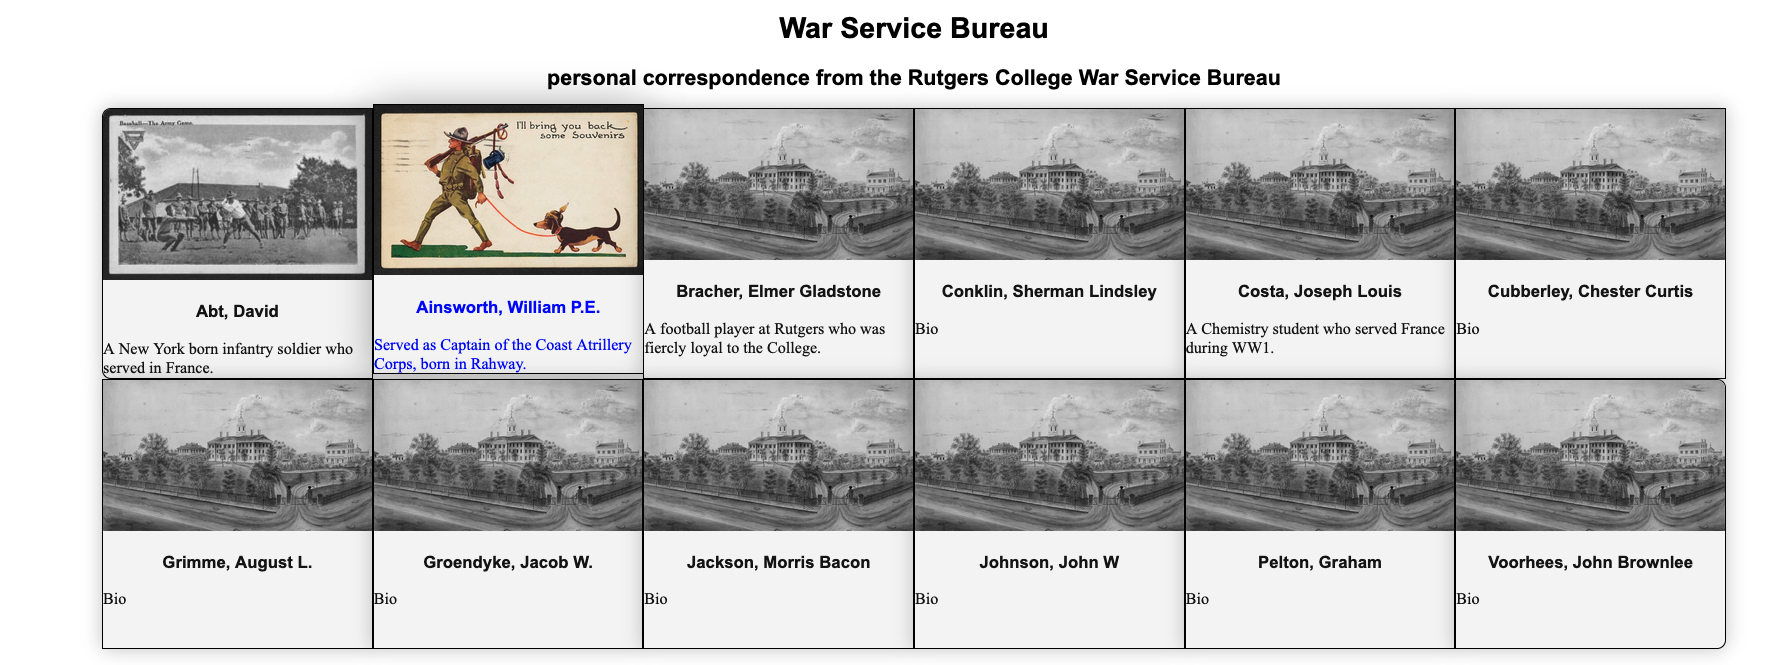 War Service Bureau
personal correspondence from the Rutgers College War Service Bureau
Baseball—The Army Game.
I'll bring you back
some Souvenirs
Abt, David
A New York born infantry soldier who
served in France.
Ainsworth, William P.E.
Served as Captain of the Coast Atrillery
Corps, born in Rahway.
Bracher, Elmer Gladstone
A football player at Rutgers who was
fiercly loyal to the College.
Conklin, Sherman Lindsley
Bio
Costa, Joseph Louis
A Chemistry student who served France
during WW1.
Cubberley, Chester Curtis
Bio
Grimme, August L.
Bio
Groendyke, Jacob W.
Bio
Jackson, Morris Bacon
Bio
Johnson, John W
Bio
Pelton, Graham
Bio
Voorhees, John Brownlee
Bio